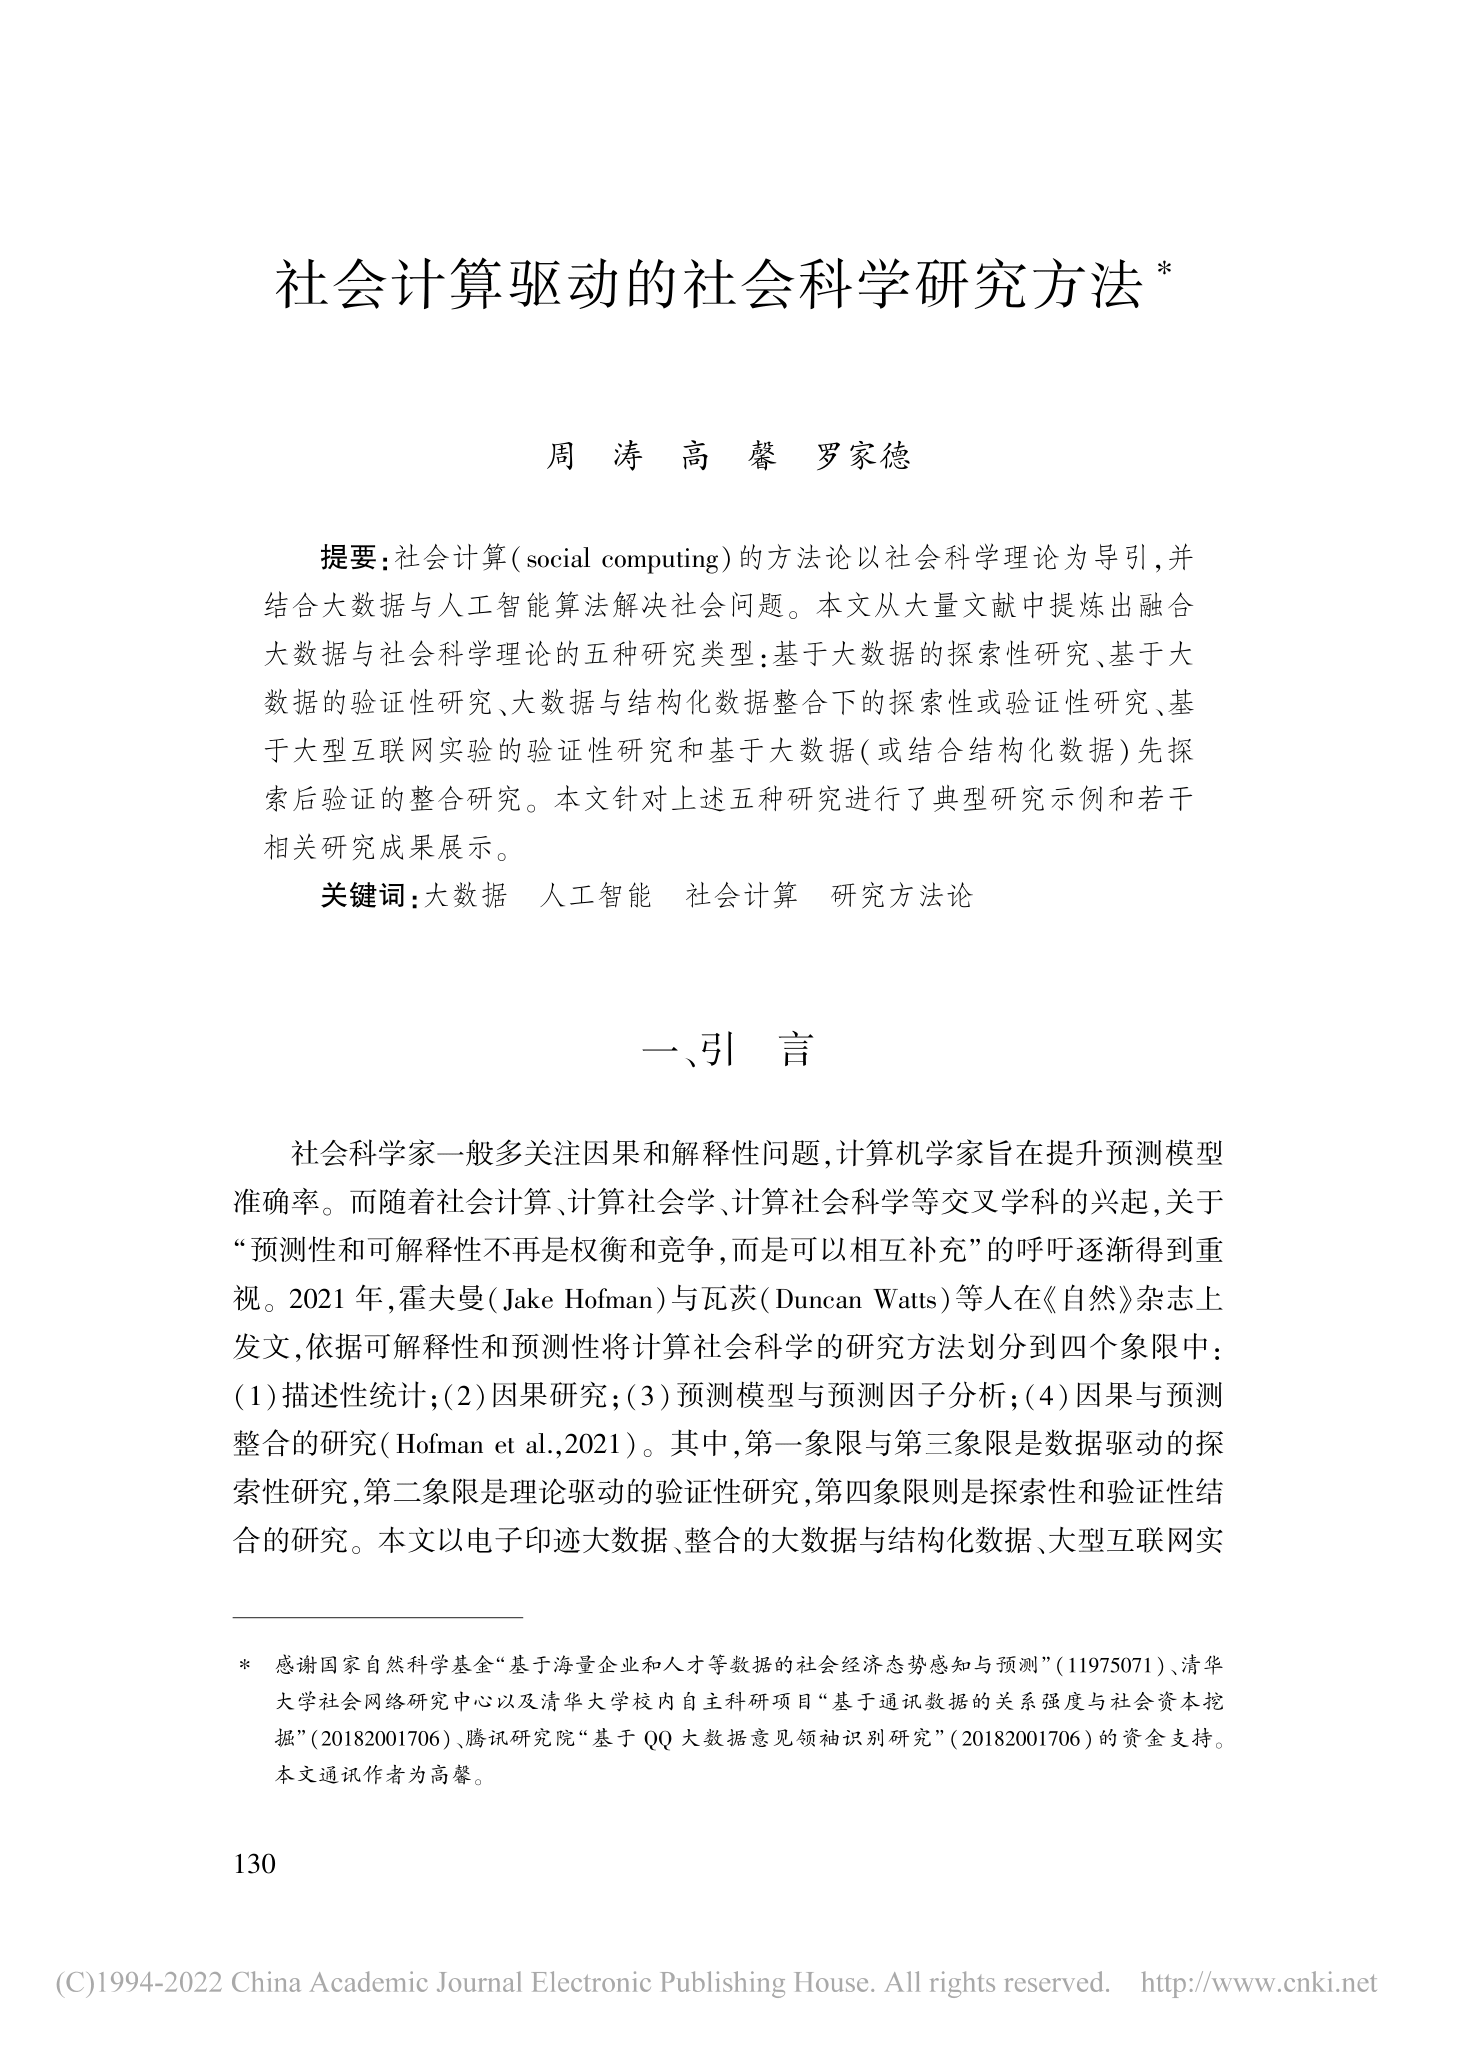 社会计算驱动的社会科学研究方法*
周　涛　高　馨　罗家德
提要:社会计算(social computing)的方法论以社会科学理论为导引,并
结合大数据与人工智能算法解决社会问题。本文从大量文献中提炼出融合
大数据与社会科学理论的五种研究类型:基于大数据的探索性研究、基于大
数据的验证性研究、大数据与结构化数据整合下的探索性或验证性研究、基
于大型互联网实验的验证性研究和基于大数据(或结合结构化数据)先探
索后验证的整合研究。本文针对上述五种研究进行了典型研究示例和若干
相关研究成果展示。
关键词:大数据　人工智能　社会计算　研究方法论
一、引　言
社会科学家一般多关注因果和解释性问题,计算机学家旨在提升预测模型
准确率。而随着社会计算、计算社会学、计算社会科学等交叉学科的兴起,关于
“预测性和可解释性不再是权衡和竞争,而是可以相互补充”的呼吁逐渐得到重
视。2021 年,霍夫曼(Jake Hofman)与瓦茨(Duncan Watts)等人在《自然》杂志上
发文,依据可解释性和预测性将计算社会科学的研究方法划分到四个象限中:
(1)描述性统计;(2)因果研究;(3)预测模型与预测因子分析;(4)因果与预测
整合的研究(Hofman et al.,2021)。其中,第一象限与第三象限是数据驱动的探
索性研究,第二象限是理论驱动的验证性研究,第四象限则是探索性和验证性结
合的研究。本文以电子印迹大数据、整合的大数据与结构化数据、大型互联网实
* 感谢国家自然科学基金“基于海量企业和人才等数据的社会经济态势感知与预测”(11975071)、清华
大学社会网络研究中心以及清华大学校内自主科研项目“基于通讯数据的关系强度与社会资本挖
掘”(20182001706)、腾讯研究院“基于 QQ 大数据意见领袖识别研究”(20182001706)的资金支持。
本文通讯作者为高馨。
130
(C)1994-2022 China Academic Journal Electronic Publishing House. All rights reserved. http://www.cnki.net